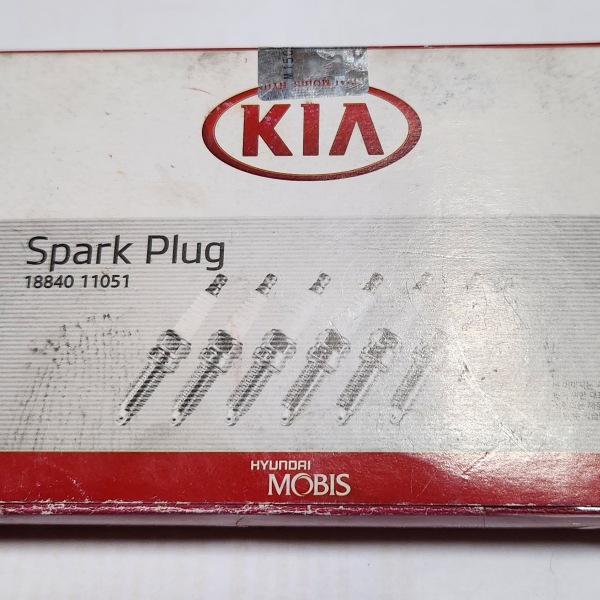 KIA
Spark Plug
18840 11051
HYUNDAI
MOBIS